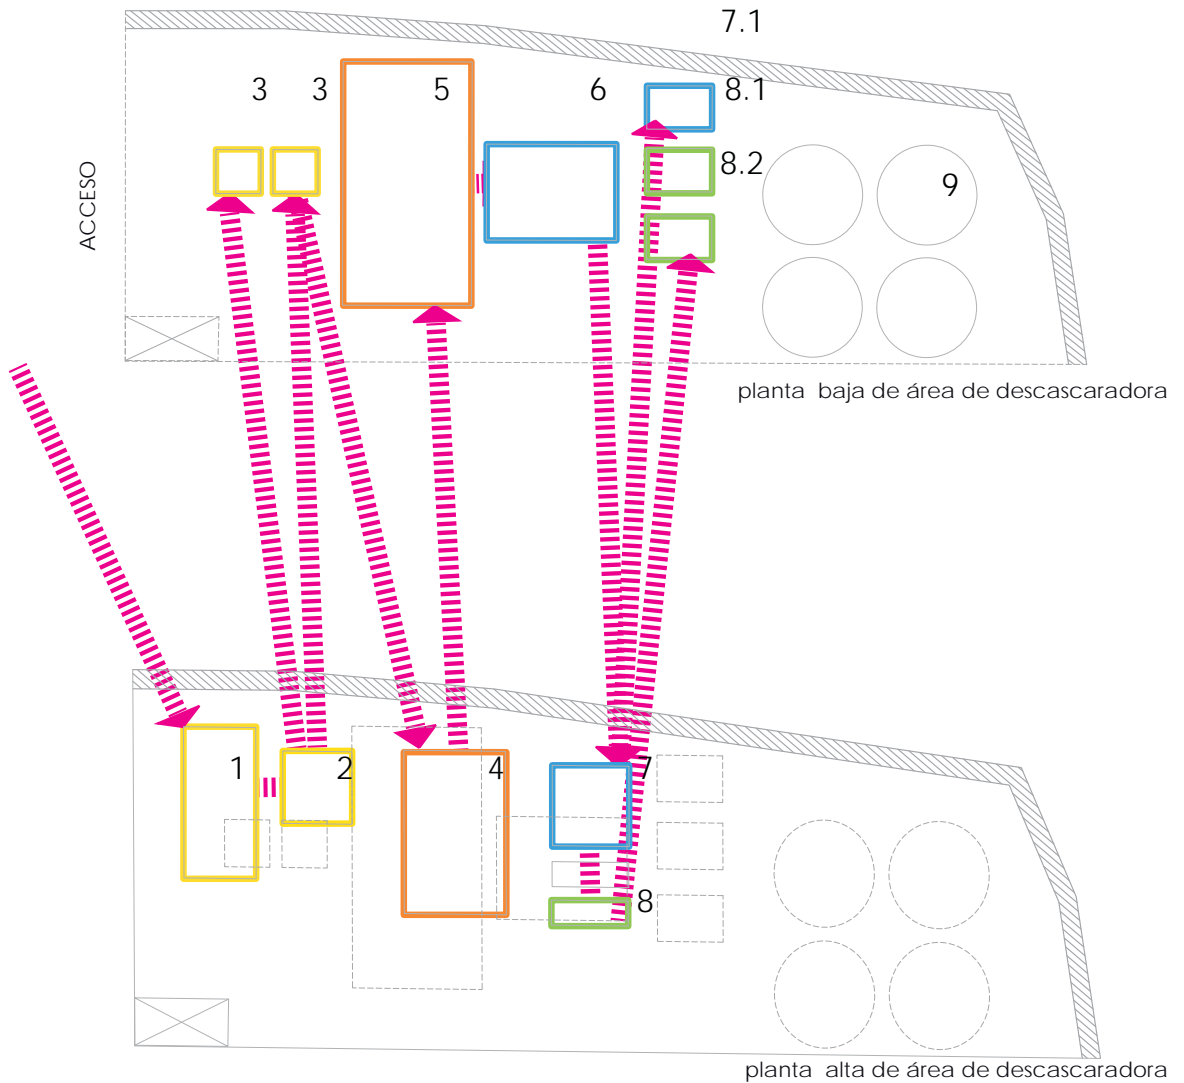 7.1
3 3 5 6 8.1
8.2
9
ACCESO
planta baja de área de descascaradora
1 2 4 7
8
planta alta de área de descascaradora